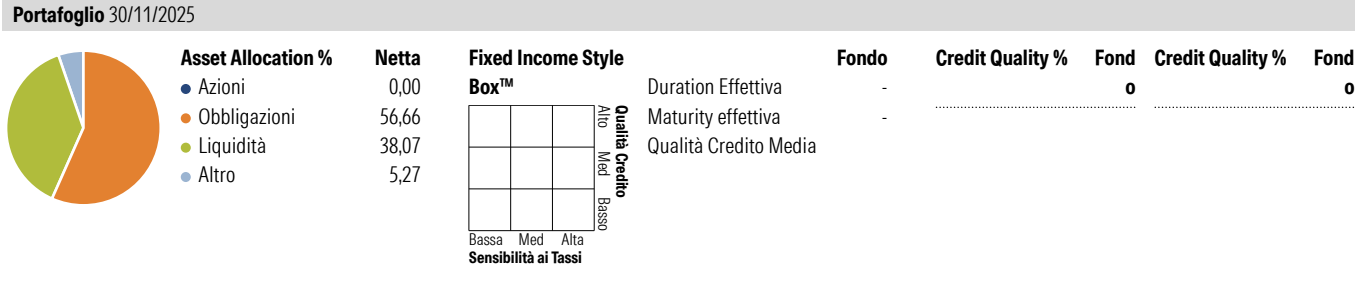 Portafoglio 30/11/2025
Asset Allocation % Netta
Azioni 0,00
Obbligazioni 56,66
Liquidità 38,07
Altro 5,27
Fixed Income Style
Box™
Alto Med Basso
Qualità Credito
Bassa Med Alta
Sensibilità ai Tassi
Fondo
Duration Effettiva -
Maturity effettiva -
Qualità Credito Media
Credit Quality % Fond
o
Credit Quality % Fond
o